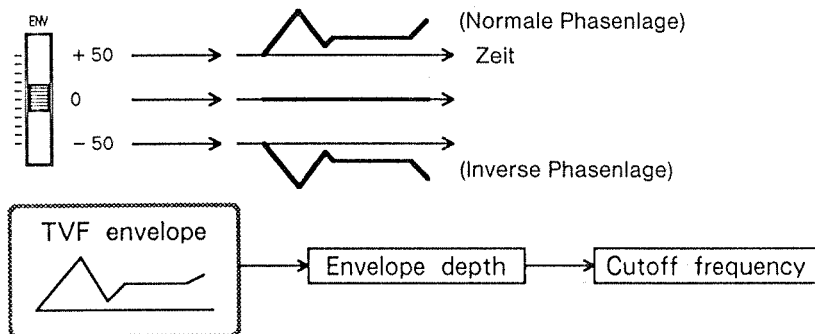 ENV
(Normale Phasenlage)
+ 50
Zeit
0
- 50
(Inverse Phasenlage)
TVF envelope
Envelope depth
Cutoff frequency